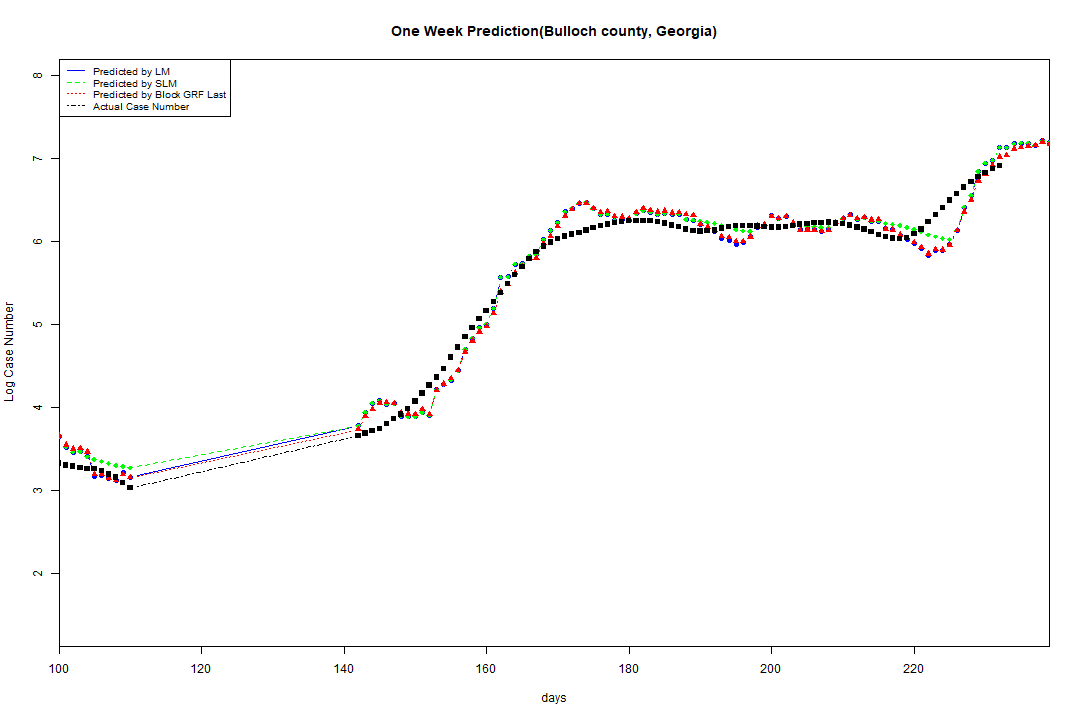 One Week Prediction(Bulloch county, Georgia)
Predicted by LM
Predicted by SLM
Predicted by Block GRF Last
Actual Case Number
8
7
6
5
4
3
2
Log Case Number
100 120 140 160 180 200 220
days